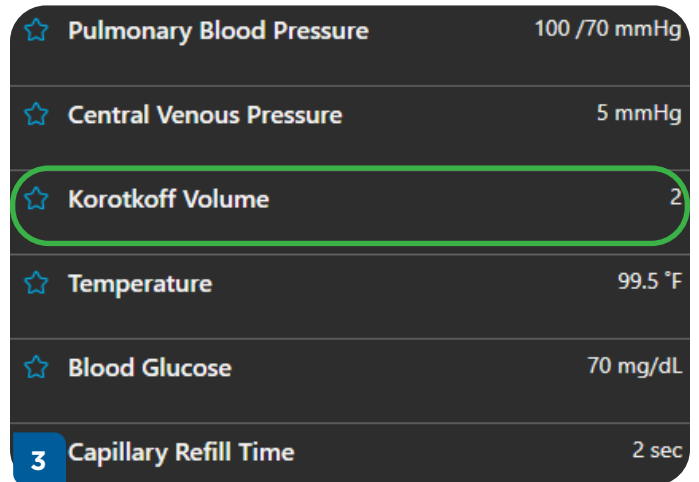 Pulmonary Blood Pressure 100 /70 mmHg
Central Venous Pressure 5 mmHg
Korotkoff Volume 2
Temperature 99.5 °F
Blood Glucose 70 mg/dL
3 Capillary Refill Time 2 sec